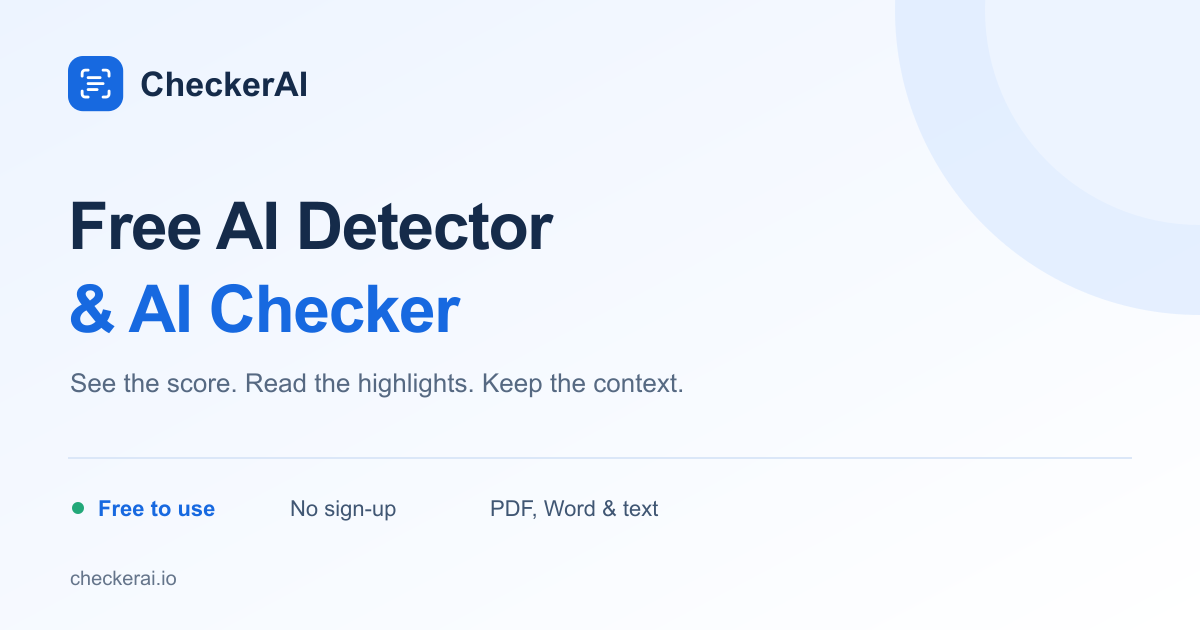 CheckerAI
Free AI Detector
& AI Checker
See the score. Read the highlights. Keep the context.
Free to use No sign-up PDF, Word & text
checkerai.io